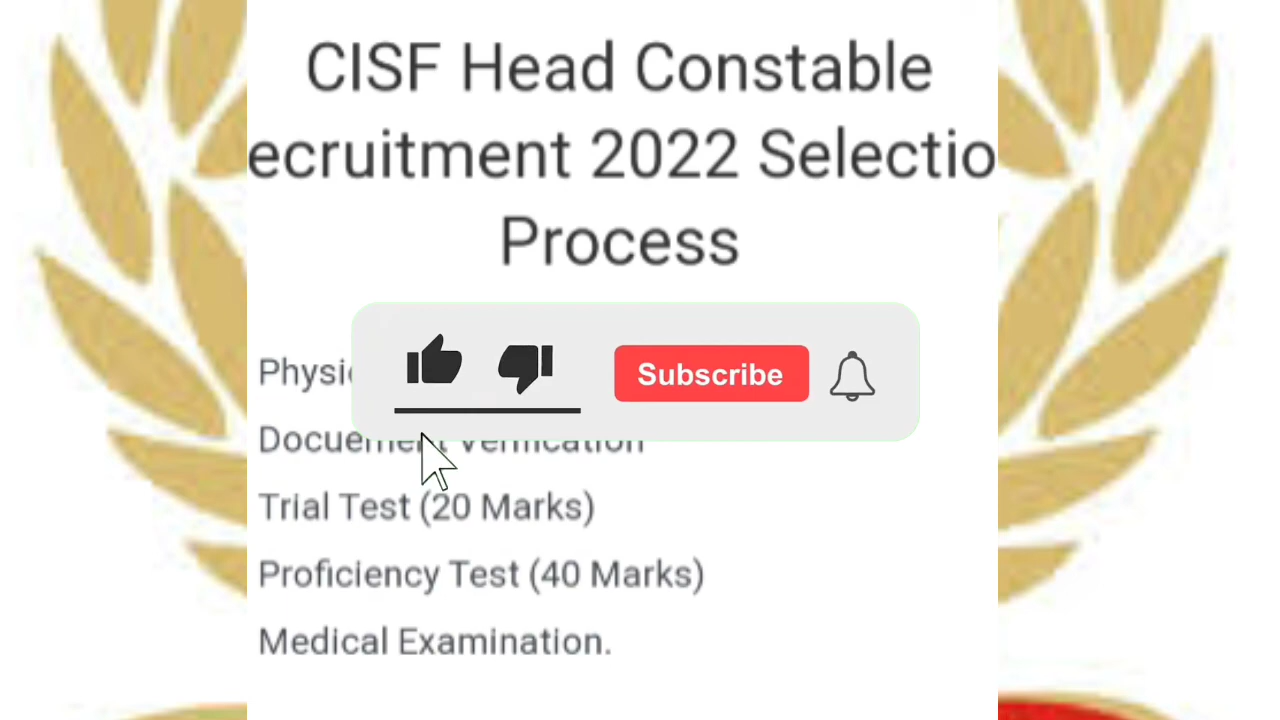 CISF Head Constable
ecruitment 2022 Selectio
Process
Subscribe
Docuement Verification
Trial Test (20 Marks)
Proficiency Test (40 Marks)
Medical Examination.